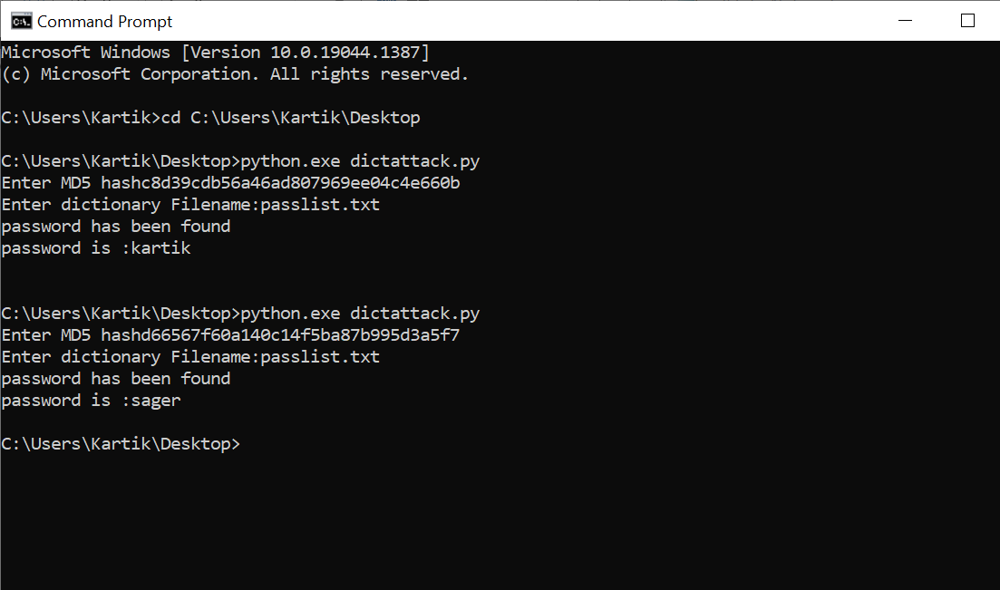 Command Prompt
Microsoft Windows [Version 10.0.19044.1387]
(c) Microsoft Corporation. All rights reserved.
C:\Users\Kartik>cd C:\Users\Kartik\Desktop
C:\Users\Kartik\Desktop>python.exe dictattack.py
Enter MD5 hashc8d39cdb56a46ad807969ee04c4e660b
Enter dictionary Filename:passlist.txt
password has been found
password is :kartik
C:\Users\Kartik\Desktop>python.exe dictattack.py
Enter MD5 hashd66567f60a140c14f5ba87b995d3a5f7
Enter dictionary Filename:passlist.txt
password has been found
password is :sager
C:\Users\Kartik\Desktop>